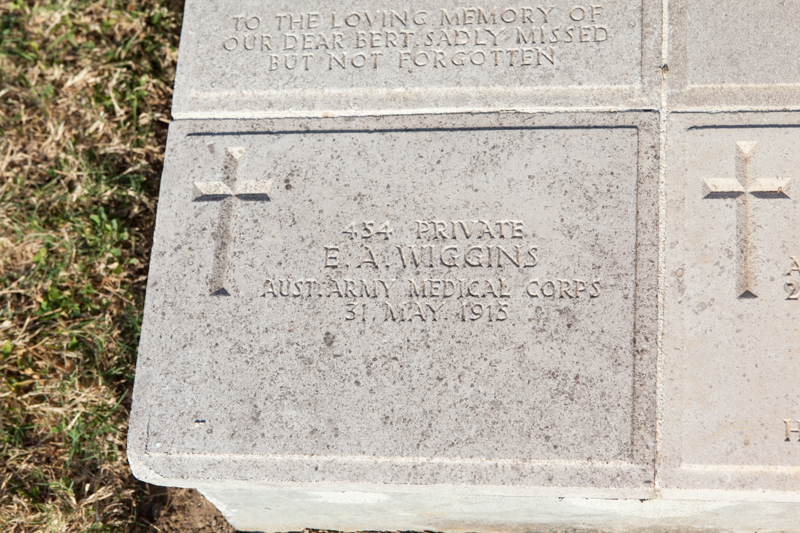 TO THE LOVING MEMORY OF
OUR DEAR BERT. SADLY MISSED
BUT NOT FORGOTTEN
454 PRIVATE
E. A. WIGGINS
AUST. ARMY MEDICAL CORPS
31. MAY 1915
A
2
H